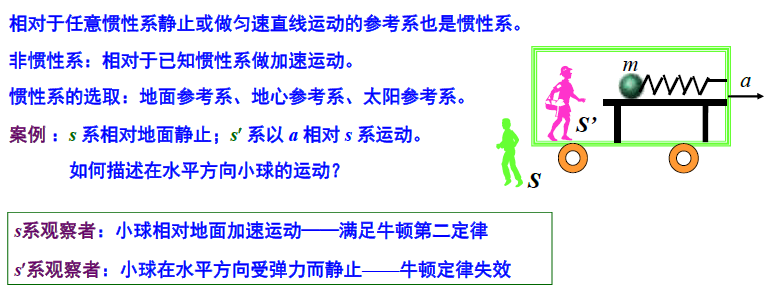 相对于任意惯性系静止或做匀速直线运动的参考系也是惯性系。
非惯性系：相对于已知惯性系做加速运动。
惯性系的选取：地面参考系、地心参考系、太阳参考系。
案例：s 系相对地面静止；s′ 系以 a 相对 s 系运动。
如何描述在水平方向小球的运动？
m
a
S’
S
s系观察者：小球相对地面加速运动——满足牛顿第二定律
s′系观察者：小球在水平方向受弹力而静止——牛顿定律失效